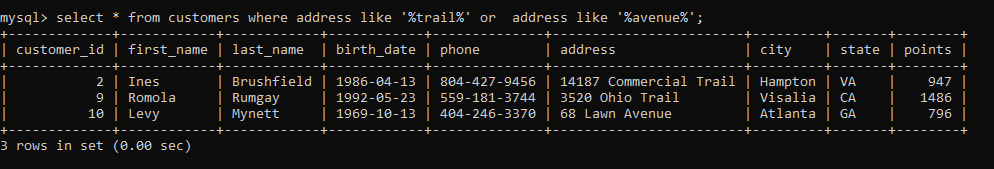 mysql> select * from customers where address like '%trail%' or  address like '%avenue%';
+-------------+------------+------------+------------+--------------+------------------------+---------+-------+--------+
| customer_id | first_name | last_name  | birth_date | phone        | address                | city    | state | points |
+-------------+------------+------------+------------+--------------+------------------------+---------+-------+--------+
|           2 | Ines       | Brushfield | 1986-04-13 | 804-427-9456 | 14187 Commercial Trail | Hampton | VA    |    947 |
|           9 | Romola     | Rumgay     | 1992-05-23 | 559-181-3744 | 3520 Ohio Trail        | Visalia | CA    |   1486 |
|          10 | Levy       | Mynett     | 1969-10-13 | 404-246-3370 | 68 Lawn Avenue         | Atlanta | GA    |    796 |
+-------------+------------+------------+------------+--------------+------------------------+---------+-------+--------+
3 rows in set (0.00 sec)